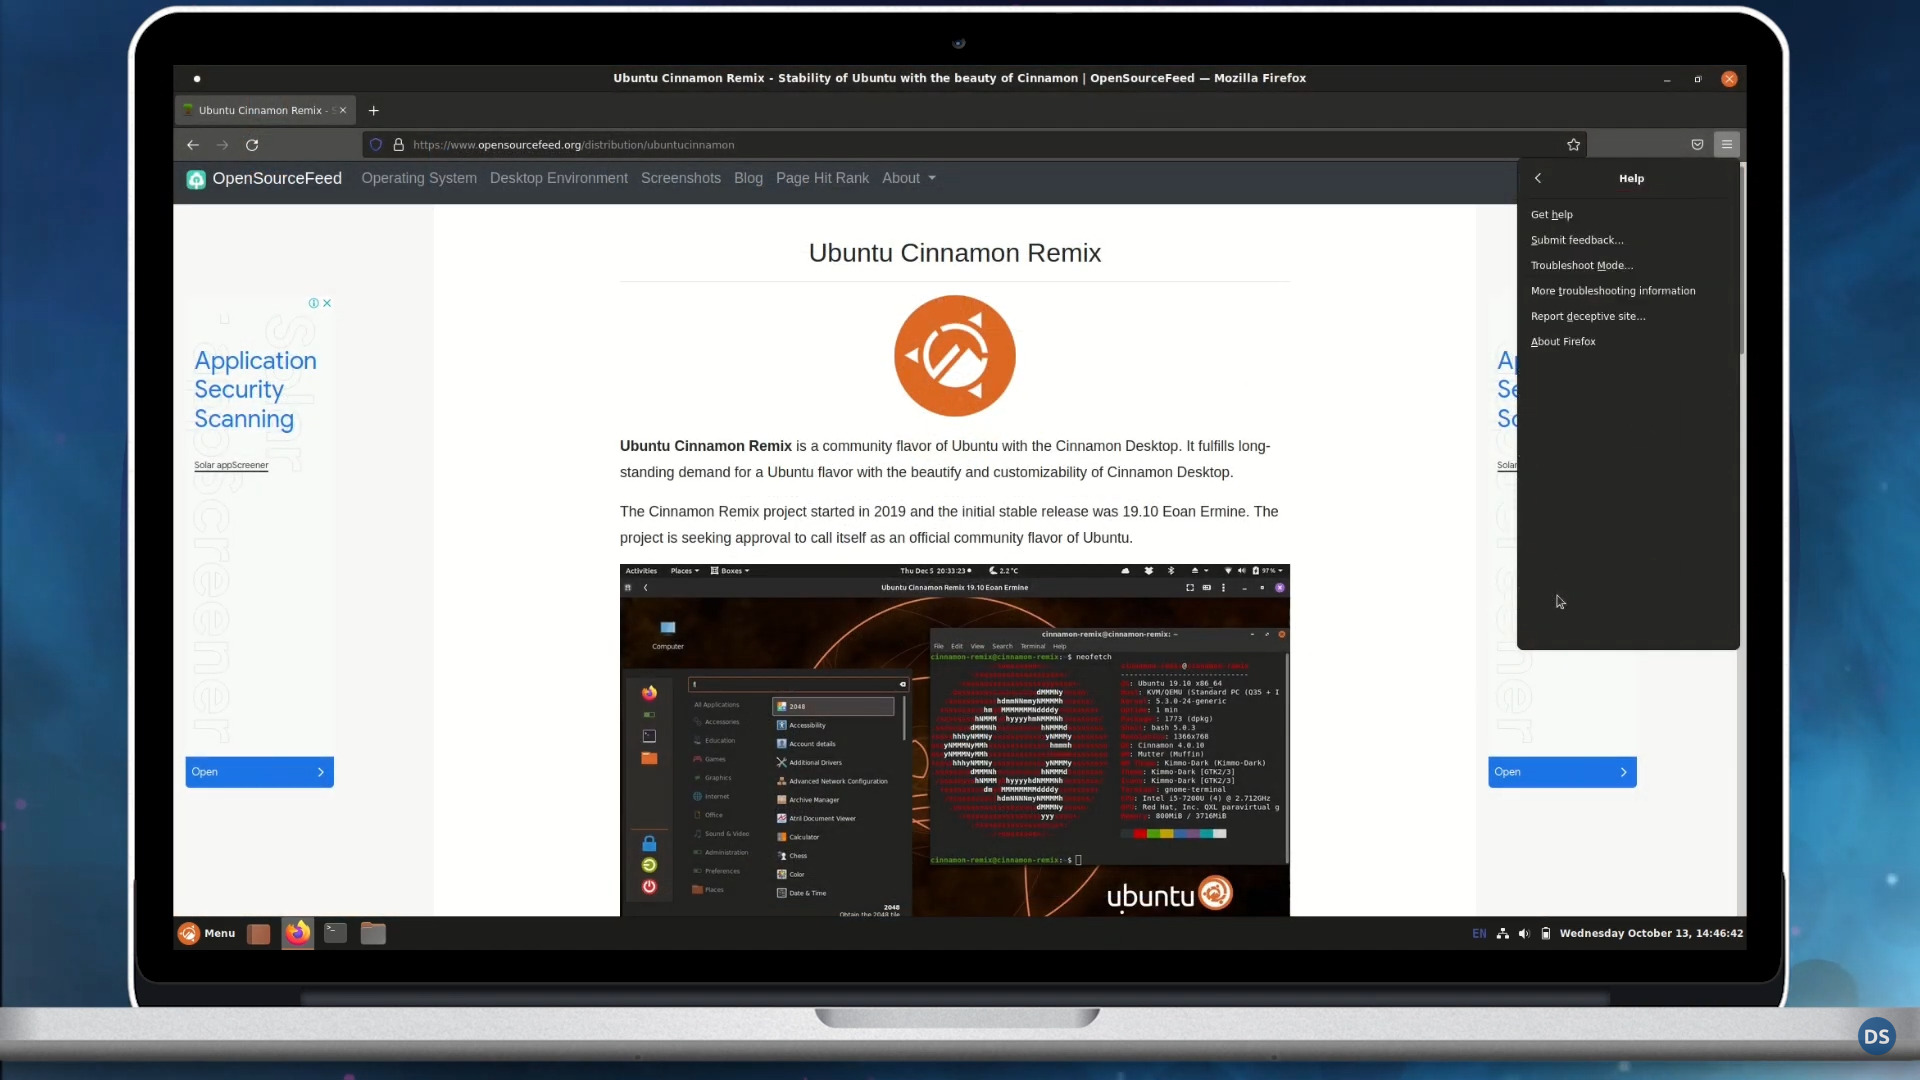 Ubuntu Cinnamon Remix - Stability of Ubuntu with the beauty of Cinnamon | OpenSourceFeed — Mozilla Firefox
Ubuntu Cinnamon Remix -
https://www.opensourcefeed.org/distribution/ubuntucinnamon
OpenSourceFeed Operating System Desktop Environment Screenshots Blog Page Hit Rank About
Help
Get help
Submit feedback...
Troubleshoot Mode...
More troubleshooting information
Report deceptive site...
About Firefox
Ubuntu Cinnamon Remix
Application
Security
Scanning
Solar appScreener
Open
Ubuntu Cinnamon Remix is a community flavor of Ubuntu with the Cinnamon Desktop. It fulfills long-
standing demand for a Ubuntu flavor with the beautify and customizability of Cinnamon Desktop.
The Cinnamon Remix project started in 2019 and the initial stable release was 19.10 Eoan Ermine. The
project is seeking approval to call itself as an official community flavor of Ubuntu.
Activities Places Boxes Thu Dec 5 20:33:23 2.2 °C 97%
Ubuntu Cinnamon Remix 19.10 Eoan Ermine
Computer
All Applications
Accessories
Education
Games
Graphics
Internet
Office
Sound & Video
Administration
Preferences
Places
2048
Accessibility
Account details
Additional Drivers
Advanced Network Configuration
Archive Manager
Atril Document Viewer
Calculator
Chess
Color
Date & Time
2048
Obtain the 2048 tile
cinnamon-remix@cinnamon-remix: ~
File Edit View Search Terminal Help
cinnamon-remix@cinnamon-remix:~$ neofetch
: Ubuntu 19.10 x86_64
: KVM/QEMU (Standard PC (Q35 + I
: 5.3.0-24-generic
: 1 min
: 1773 (dpkg)
: bash 5.0.3
: 1366x768
: Cinnamon 4.0.10
: Mutter (Muffin)
: Kimmo-Dark (Kimmo-Dark)
: Kimmo-Dark [GTK2/3]
: Kimmo-Dark [GTK2/3]
: gnome-terminal
: Intel i5-7200U (4) @ 2.712GHz
: Red Hat, Inc. QXL paravirtual g
: 800MiB / 3716MiB
cinnamon-remix@cinnamon-remix:~$
ubuntu
Open
Menu
EN Wednesday October 13, 14:46:42
DS